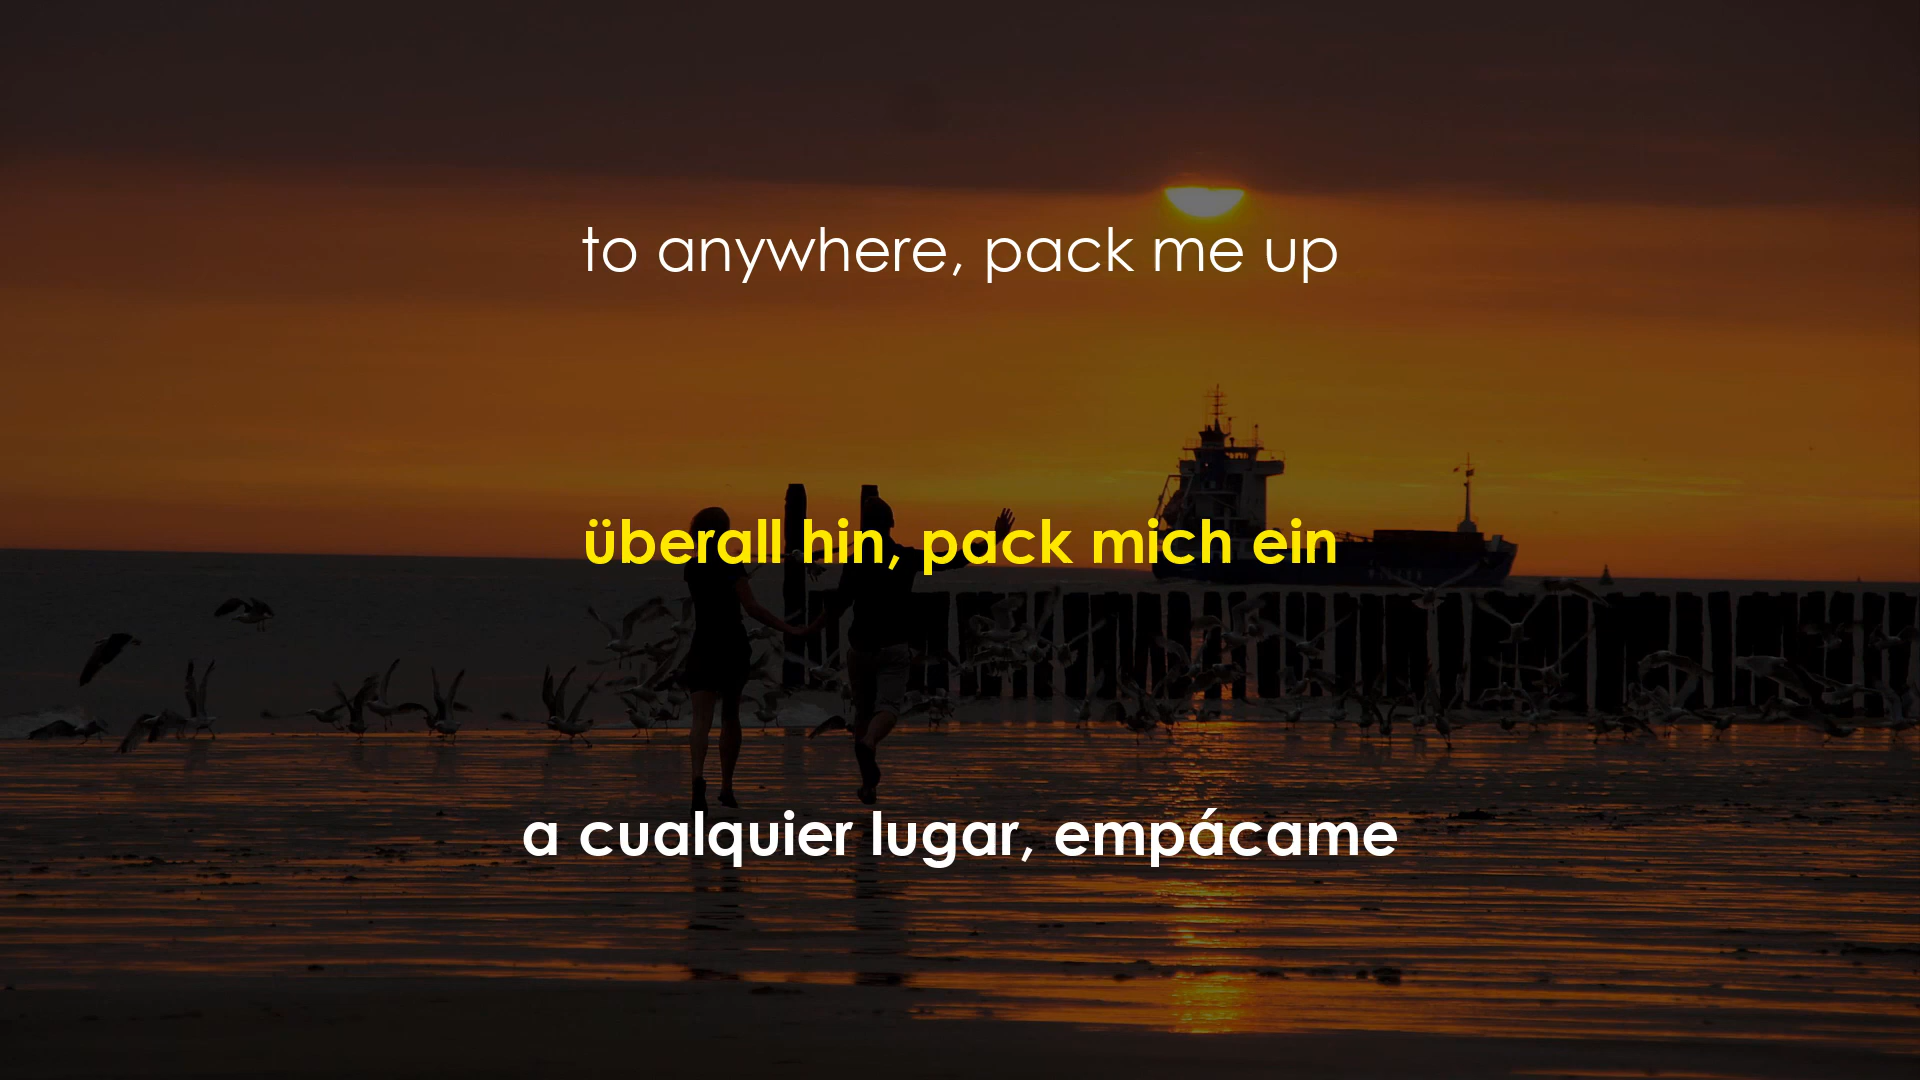 to anywhere, pack me up
überall hin, pack mich ein
a cualquier lugar, empácame